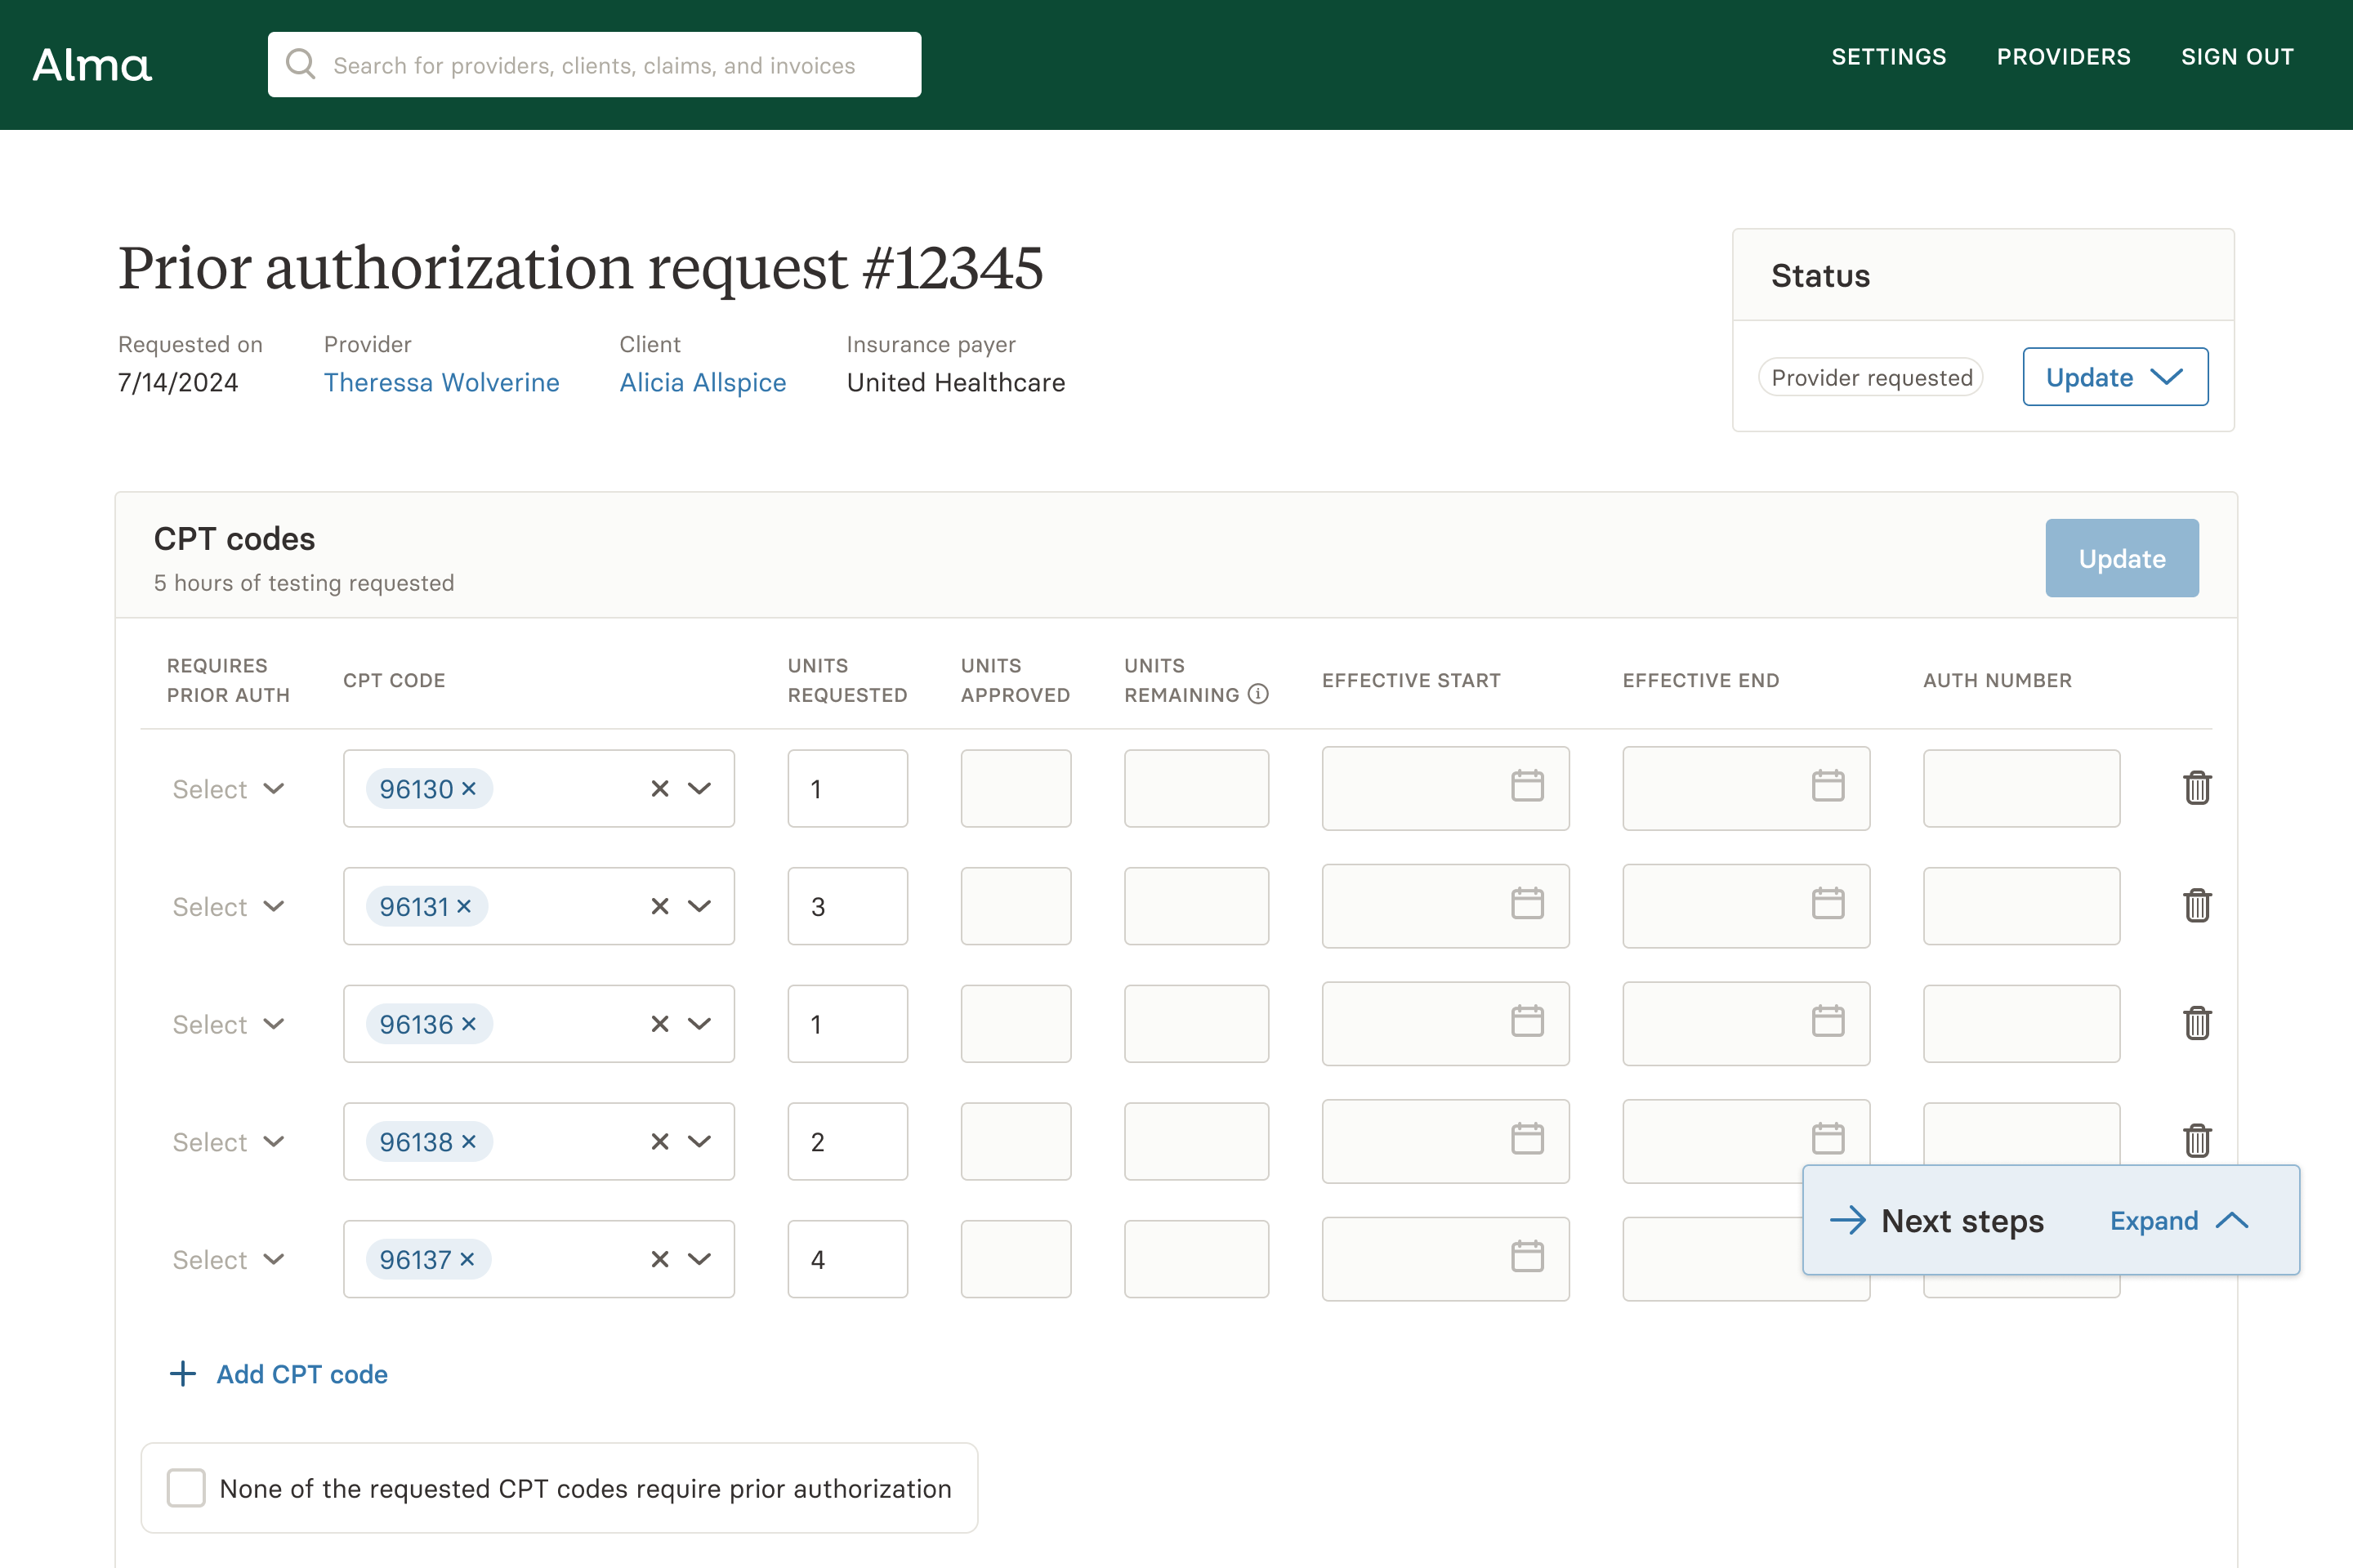 Alma
Search for providers, clients, claims, and invoices
SETTINGS PROVIDERS SIGN OUT
Prior authorization request #12345
Requested on Provider Client Insurance payer
7/14/2024 Theressa Wolverine Alicia Allspice United Healthcare
Status
Provider requested Update
CPT codes
5 hours of testing requested
Update
REQUIRES PRIOR AUTH CPT CODE UNITS REQUESTED UNITS APPROVED UNITS REMAINING EFFECTIVE START EFFECTIVE END AUTH NUMBER
Select 96130 1
Select 96131 3
Select 96136 1
Select 96138 2
Select 96137 4
Next steps Expand
Add CPT code
None of the requested CPT codes require prior authorization